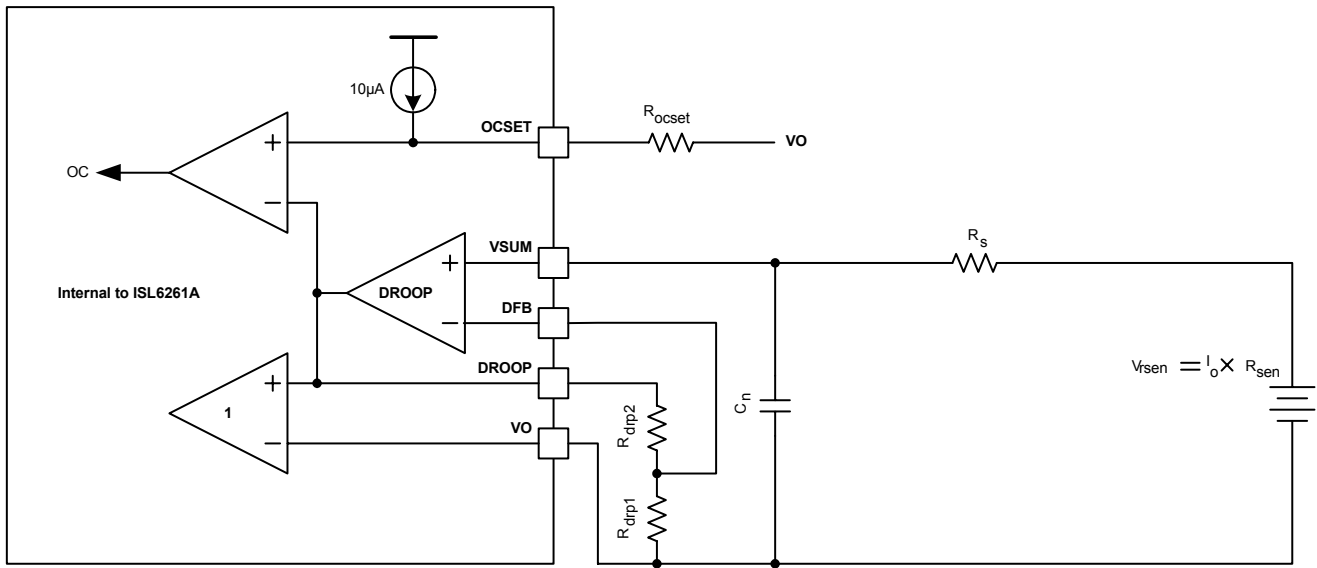 10µA
OCSET
R_ocset
VO
OC
VSUM
R_s
Internal to ISL6261A
DROOP
DFB
DROOP
V_rsen = I_o × R_sen
1
R_drp2
C_n
VO
R_drp1